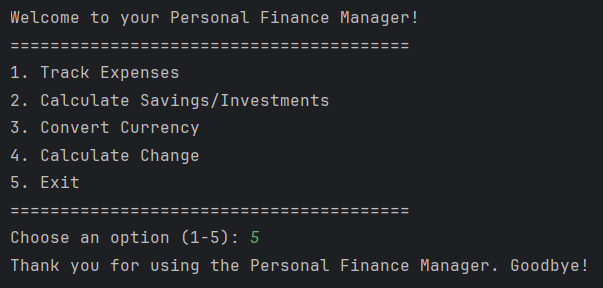 Welcome to your Personal Finance Manager!
========================================
1. Track Expenses
2. Calculate Savings/Investments
3. Convert Currency
4. Calculate Change
5. Exit
========================================
Choose an option (1-5): 5
Thank you for using the Personal Finance Manager. Goodbye!